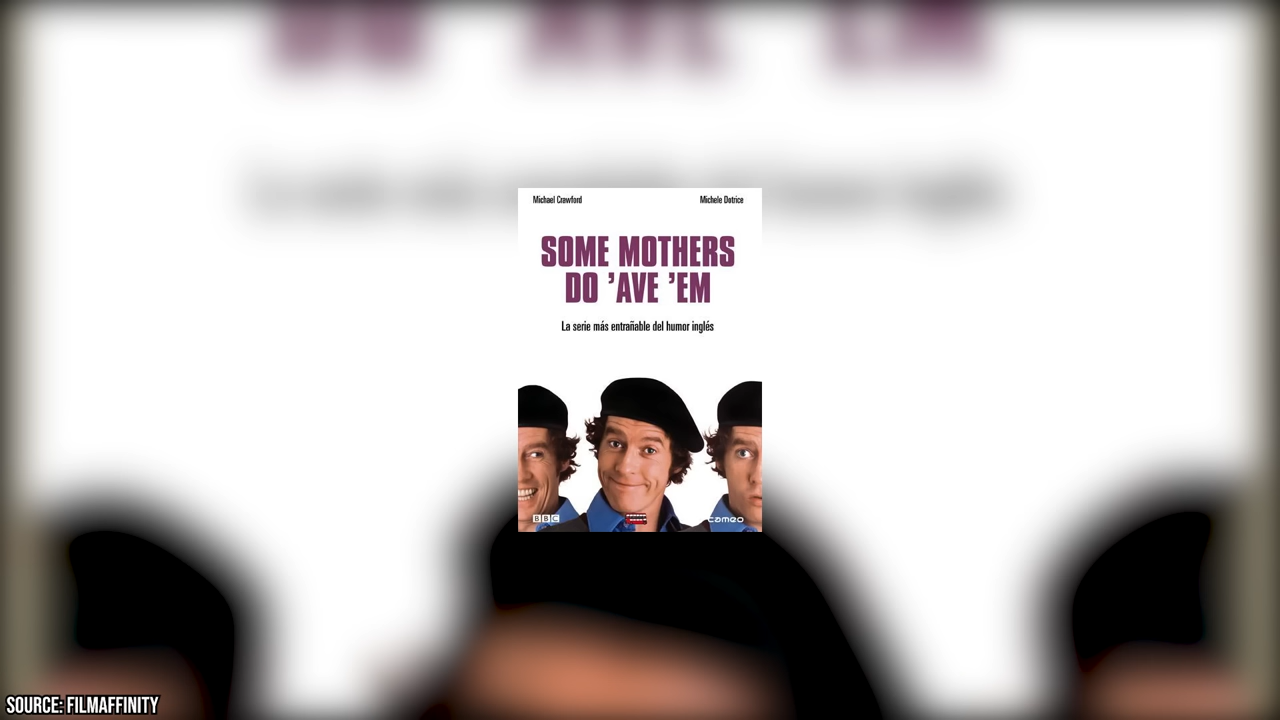 Michael Crawford Michele Dotrice
SOME MOTHERS
DO 'AVE 'EM
La serie más entrañable del humor inglés
BBC
cameo
SOURCE: FILMAFFINITY